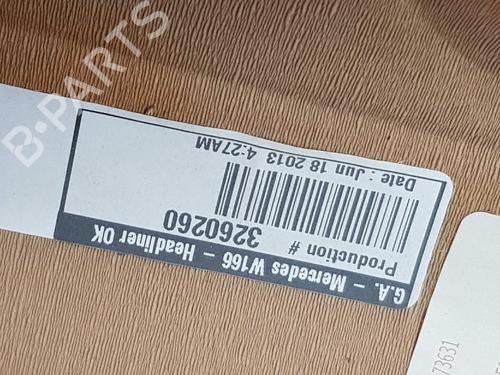 G.A. – Mercedes W166 – Headliner OK
Production #
3260260
Date : Jun 18 2013 4:27AM
73631
B-PARTS